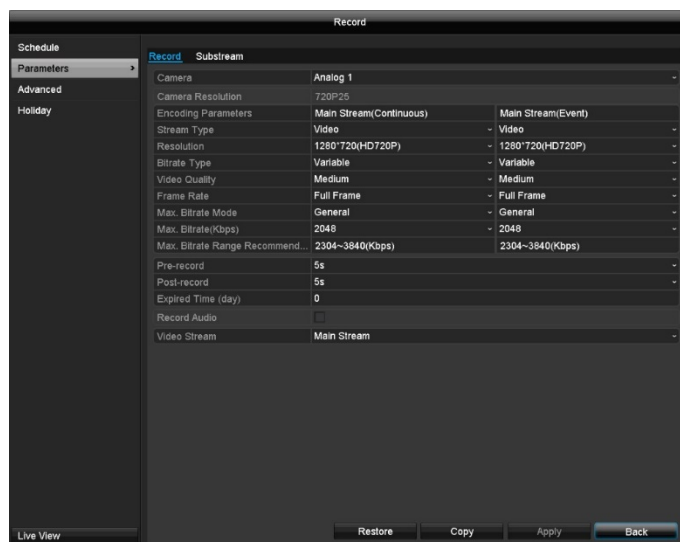 Record
Schedule
Parameters >
Advanced
Holiday
Live View
Record Substream
Camera Analog 1
Camera Resolution 720P25
Encoding Parameters Main Stream(Continuous) Main Stream(Event)
Stream Type Video Video
Resolution 1280*720(HD720P) 1280*720(HD720P)
Bitrate Type Variable Variable
Video Quality Medium Medium
Frame Rate Full Frame Full Frame
Max. Bitrate Mode General General
Max. Bitrate(Kbps) 2048 2048
Max. Bitrate Range Recommend... 2304~3840(Kbps) 2304~3840(Kbps)
Pre-record 5s
Post-record 5s
Expired Time (day) 0
Record Audio
Video Stream Main Stream
Restore Copy Apply Back